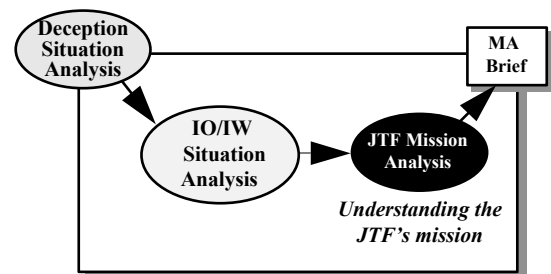 Deception
Situation
Analysis
MA
Brief
IO/IW
Situation
Analysis
JTF Mission
Analysis
Understanding the
JTF's mission